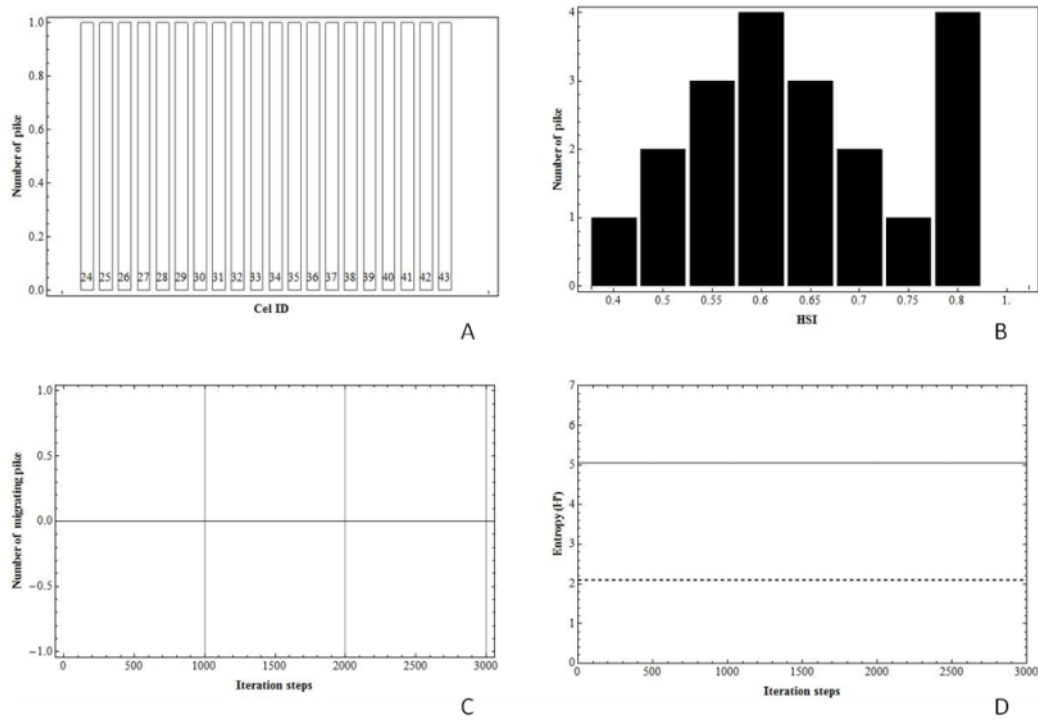 1.0
0.8
0.6
0.4
0.2
0.0
Number of pike
24 25 26 27 28 29 30 31 32 33 34 35 36 37 38 39 40 41 42 43
Cel ID
A
4
3
2
1
0
Number of pike
0.4 0.5 0.55 0.6 0.65 0.7 0.75 0.8 1.
HSI
B
1.0
0.5
0.0
-0.5
-1.0
Number of migrating pike
0 500 1000 1500 2000 2500 3000
Iteration steps
C
7
6
5
4
3
2
1
0
Entropy (H')
0 500 1000 1500 2000 2500 3000
Iteration steps
D